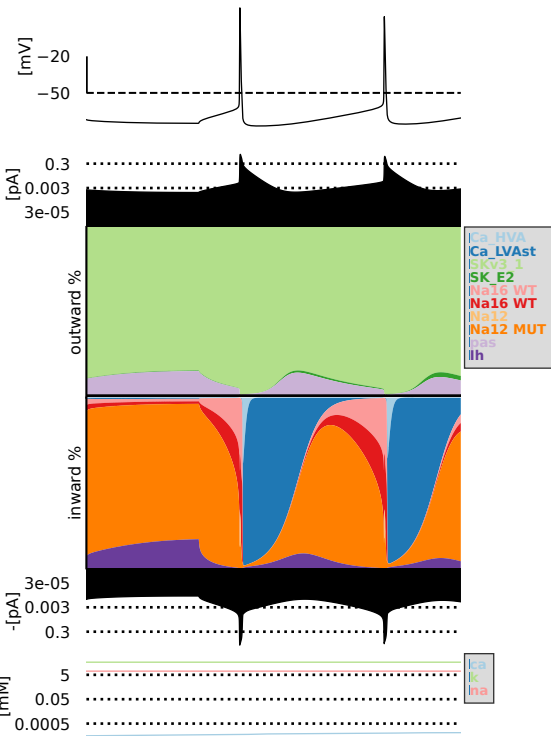 [mV]
−20
−50
[pA]
0.3
0.003
3e-05
outward %
Ca_HVA
Ca_LVAst
SKv3_1
SK_E2
Na16 WT
Na16 WT
Na12
Na12 MUT
pas
Ih
inward %
-[pA]
3e-05
0.003
0.3
[mM]
5
0.05
0.0005
ca
k
na